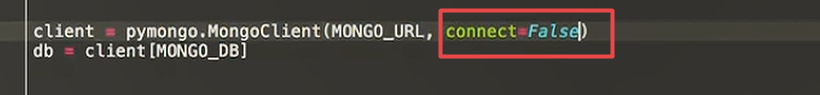 client = pymongo.MongoClient(MONGO_URL, connect=False)
db = client[MONGO_DB]